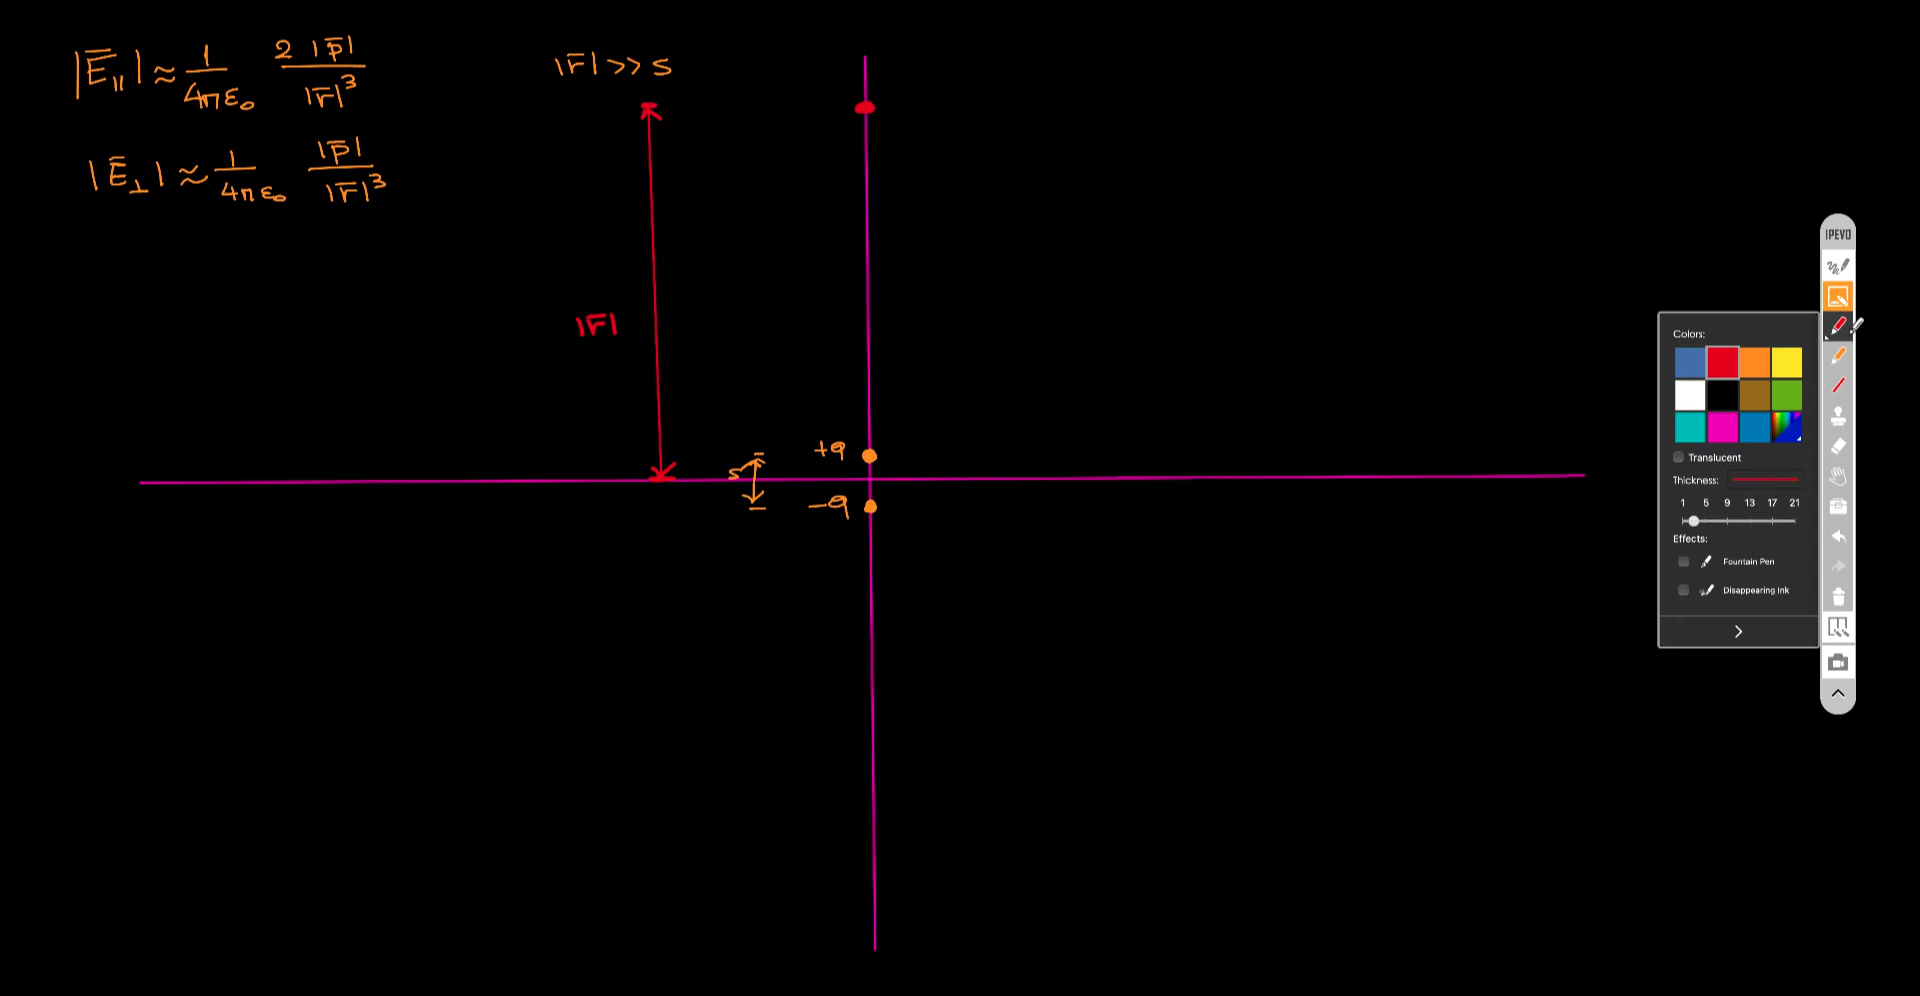 |E̅∥| ≈ 1/4πε₀ 2|p̅|/|r̅|³
|E̅⊥| ≈ 1/4πε₀ |p̅|/|r̅|³
|r̅| >> s
|r̅|
+q
s
−q
IPEVO
Colors:
Translucent
Thickness:
1 5 9 13 17 21
Effects:
Fountain Pen
Disappearing Ink